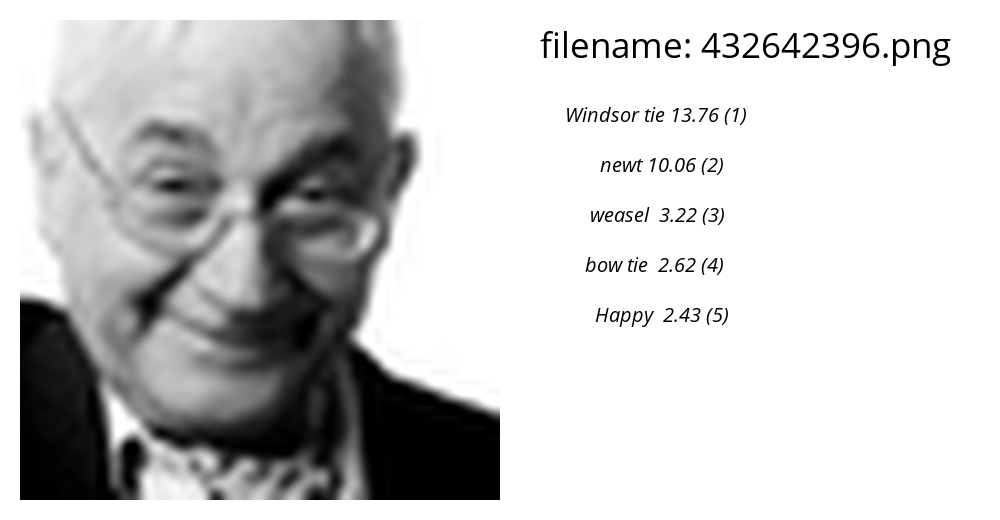 filename: 432642396.png
Windsor tie 13.76 (1)
newt 10.06 (2)
weasel 3.22 (3)
bow tie 2.62 (4)
Happy 2.43 (5)